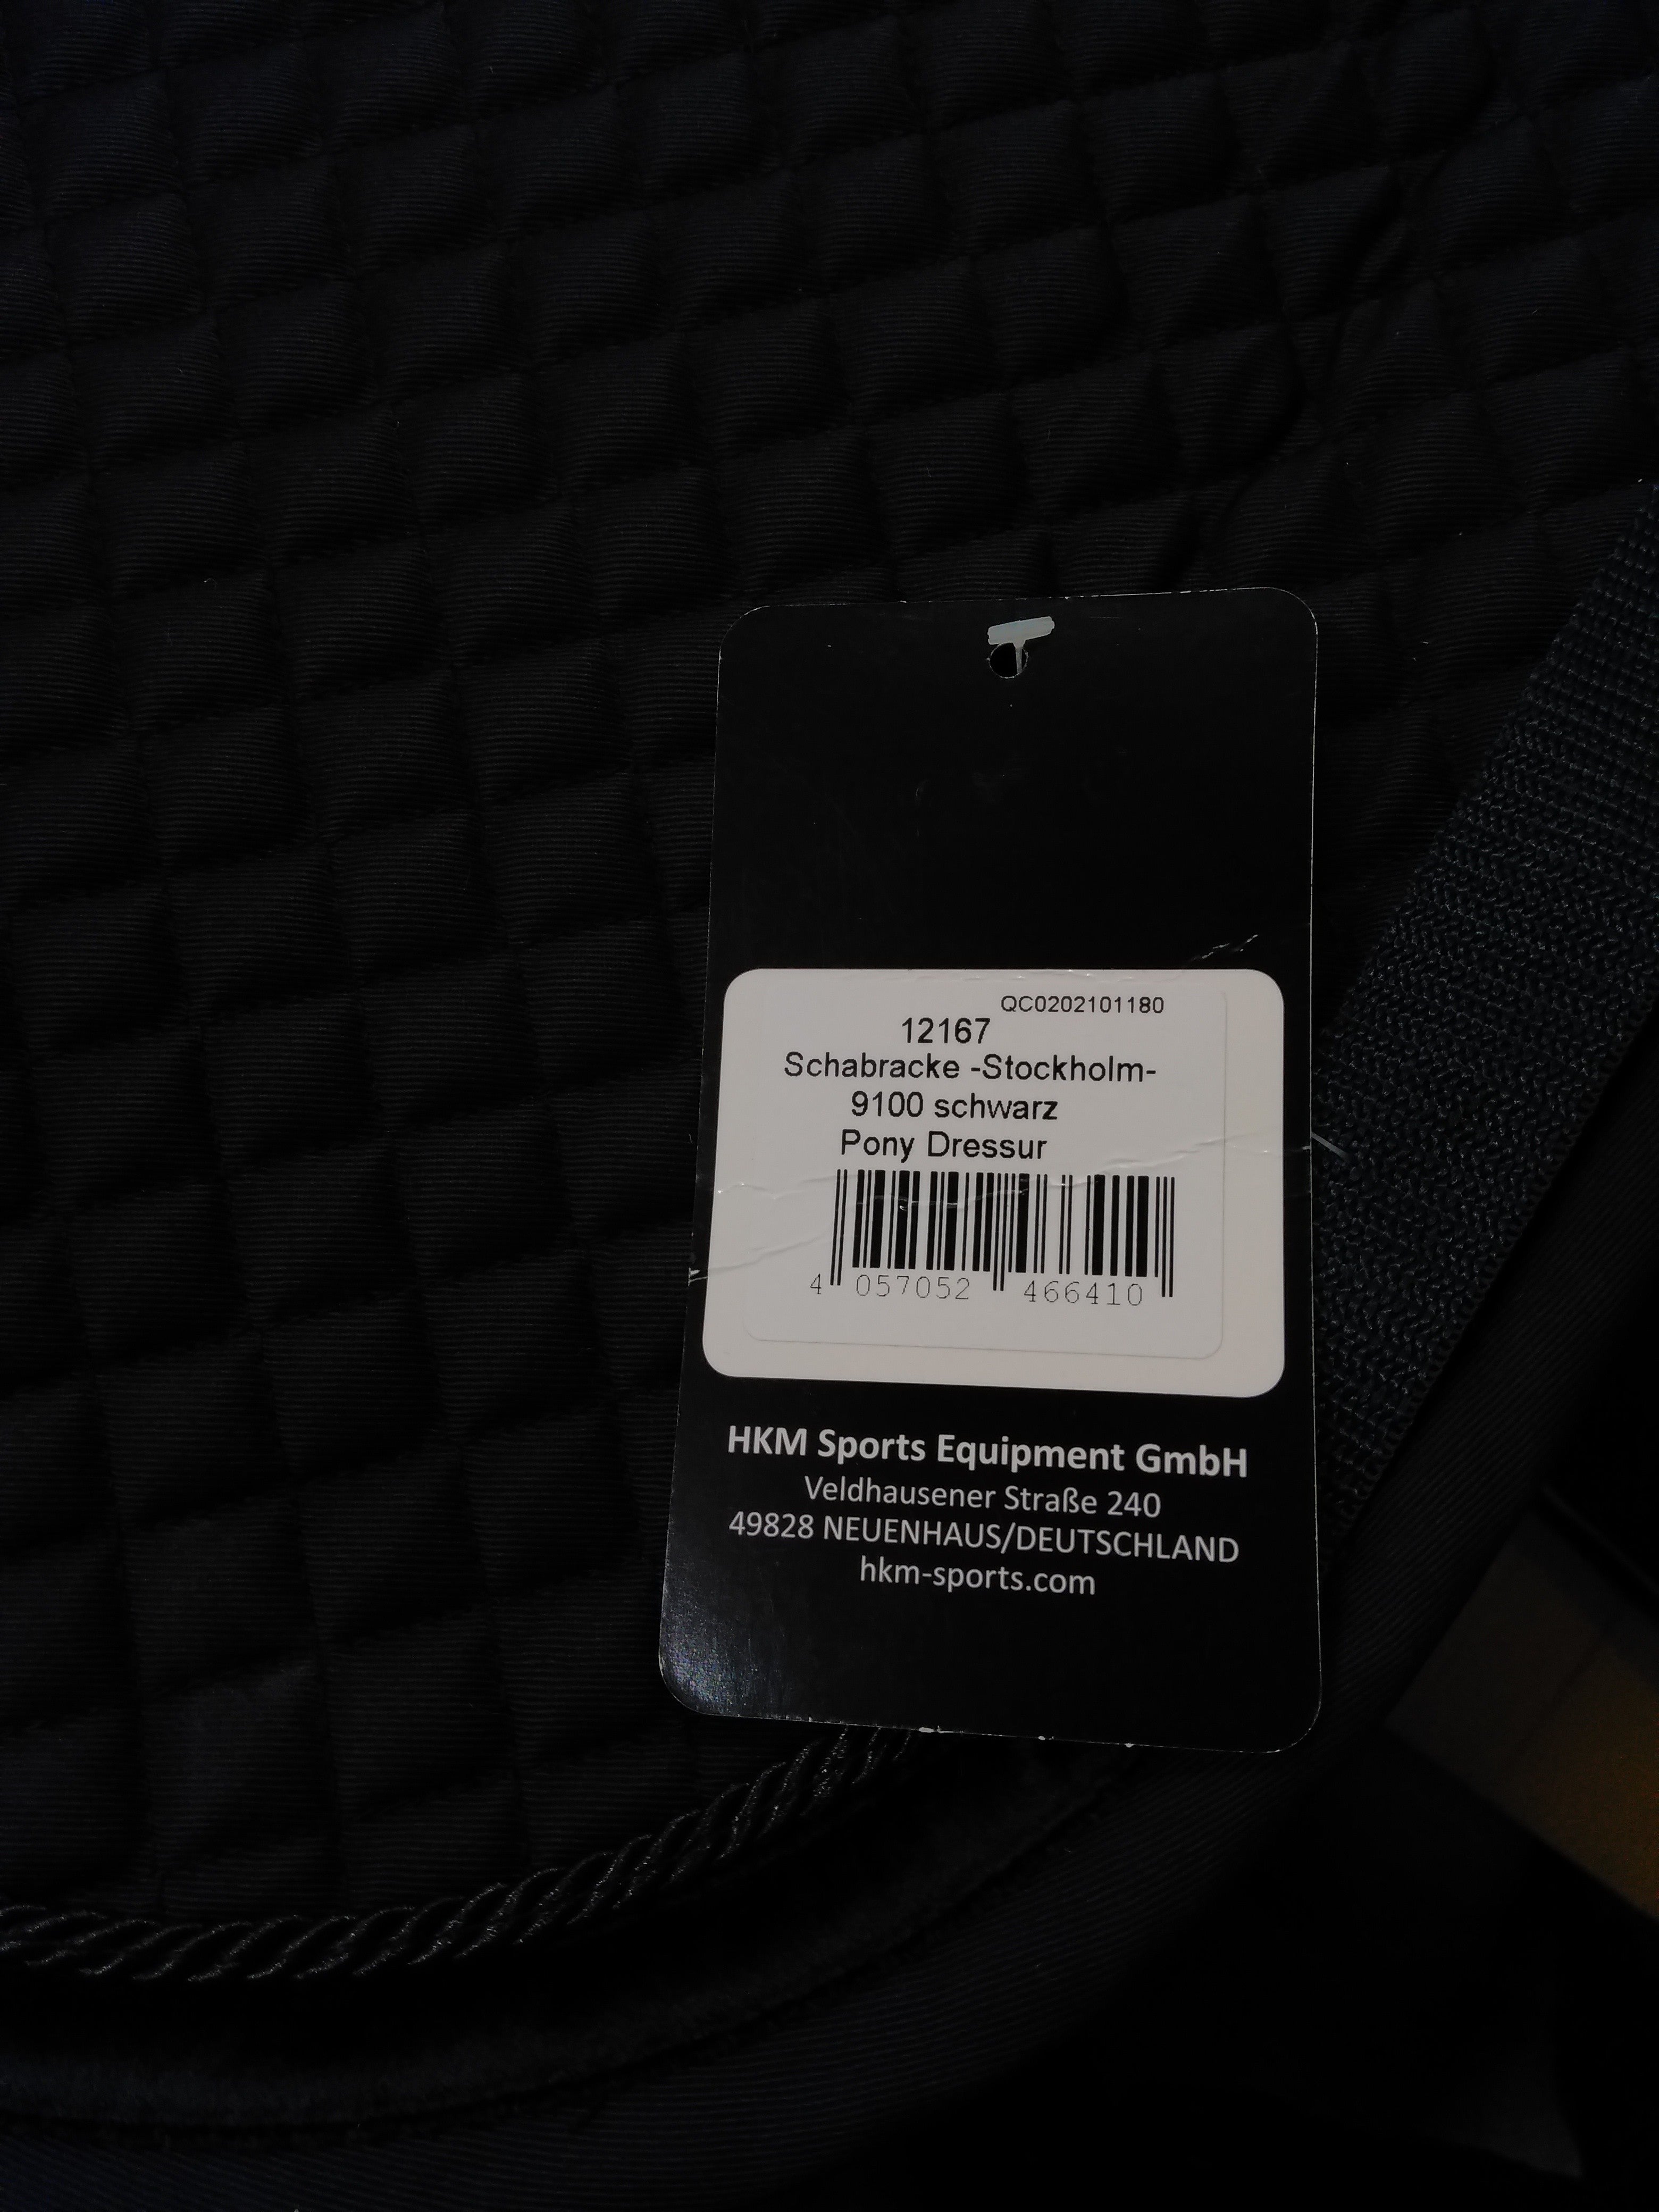 QC0202101180
12167
Schabracke -Stockholm-
9100 schwarz
Pony Dressur
4 057052 466410
HKM Sports Equipment GmbH
Veldhausener Straße 240
49828 NEUENHAUS/DEUTSCHLAND
hkm-sports.com